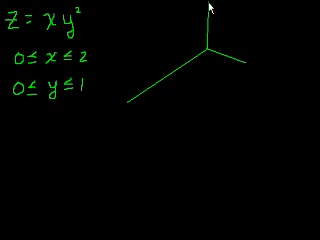 z = xy²
0 ≤ x ≤ 2
0 ≤ y ≤ 1